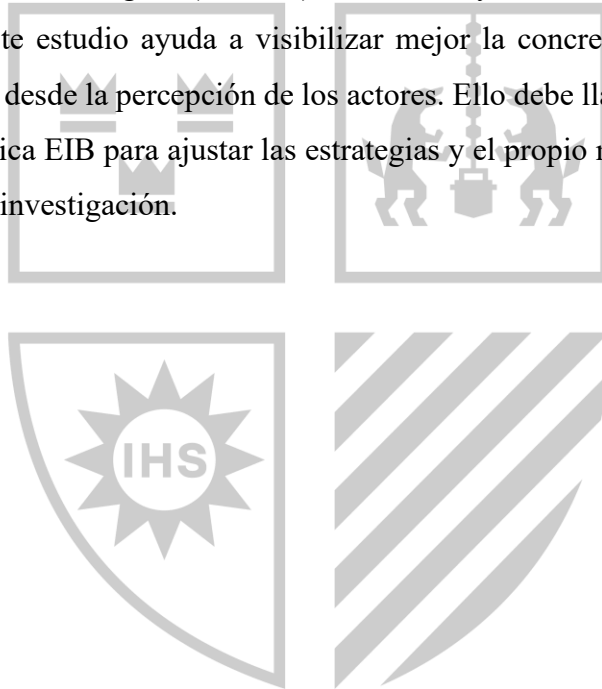 te estudio ayuda a visibilizar mejor la concre
desde la percepción de los actores. Ello debe lla
ica EIB para ajustar las estrategias y el propio
investigación.
IHS